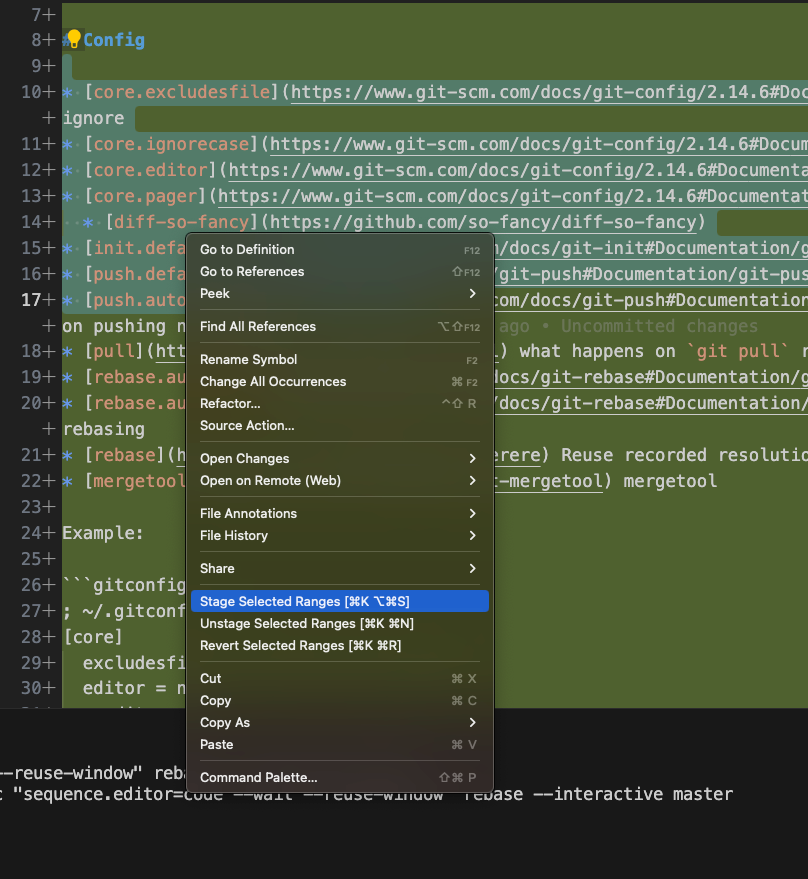 7+
8+ # Config
9+
10+ * [core.excludesfile](https://www.git-scm.com/docs/git-config/2.14.6#Doc
+ ignore
11+ * [core.ignorecase](https://www.git-scm.com/docs/git-config/2.14.6#Docum
12+ * [core.editor](https://www.git-scm.com/docs/git-config/2.14.6#Documenta
13+ * [core.pager](https://www.git-scm.com/docs/git-config/2.14.6#Documentat
14+ * [diff-so-fancy](https://github.com/so-fancy/diff-so-fancy)
15+ * [init.defa /docs/git-init#Documentation/g
16+ * [push.defa /git-push#Documentation/git-pus
17+ * [push.auto com/docs/git-push#Documentation
+ on pushing n ago • Uncommitted changes
18+ * [pull](htt ) what happens on `git pull` r
19+ * [rebase.au docs/git-rebase#Documentation/g
20+ * [rebase.au /docs/git-rebase#Documentation/
+ rebasing
21+ * [rebase](h erere) Reuse recorded resolutio
22+ * [mergetool t-mergetool) mergetool
23+
24+ Example:
25+
26+ ```gitconfig
27+ ; ~/.gitconf
28+ [core]
29+ excludesfi
30+ editor = n
Go to Definition F12
Go to References ⇧F12
Peek >
Find All References ⌥⇧F12
Rename Symbol F2
Change All Occurrences ⌘F2
Refactor... ^⇧R
Source Action...
Open Changes >
Open on Remote (Web) >
File Annotations >
File History >
Share >
Stage Selected Ranges [⌘K ⌥⌘S]
Unstage Selected Ranges [⌘K ⌘N]
Revert Selected Ranges [⌘K ⌘R]
Cut ⌘X
Copy ⌘C
Copy As >
Paste ⌘V
Command Palette... ⇧⌘P
--reuse-window" reb
c "sequence.editor=code --wait --reuse-window" rebase --interactive master